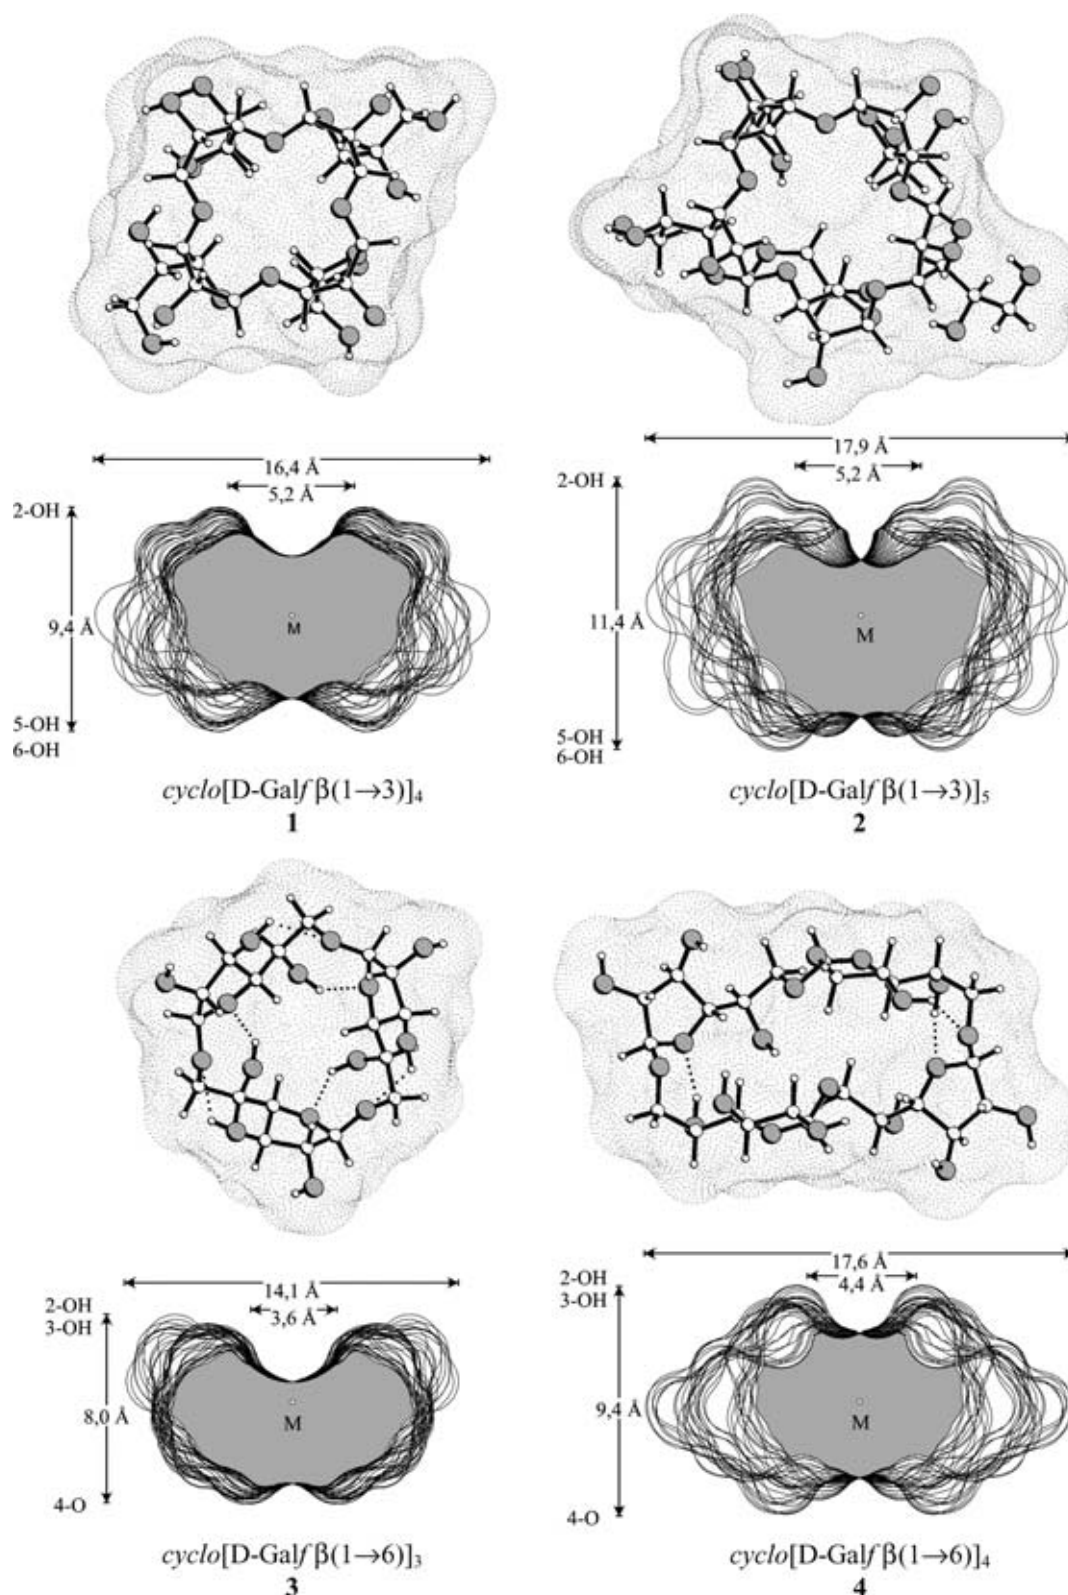 16,4 Å
5,2 Å
2-OH
9,4 Å
M
5-OH
6-OH
cyclo[D-Galf β(1→3)]₄
1
17,9 Å
5,2 Å
2-OH
11,4 Å
M
5-OH
6-OH
cyclo[D-Galf β(1→3)]₅
2
14,1 Å
3,6 Å
2-OH
3-OH
8,0 Å
M
4-O
cyclo[D-Galf β(1→6)]₃
3
17,6 Å
4,4 Å
2-OH
3-OH
9,4 Å
M
4-O
cyclo[D-Galf β(1→6)]₄
4